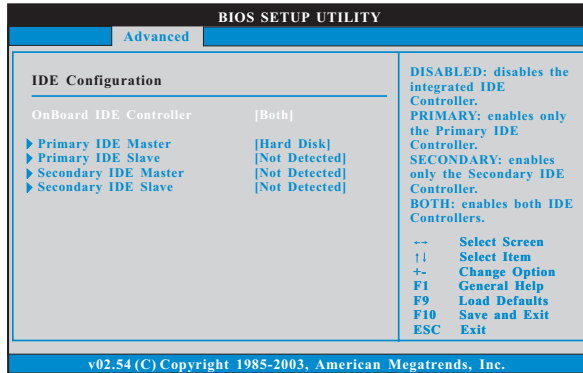 BIOS SETUP UTILITY
Advanced
IDE Configuration
OnBoard IDE Controller [Both]
Primary IDE Master [Hard Disk]
Primary IDE Slave [Not Detected]
Secondary IDE Master [Not Detected]
Secondary IDE Slave [Not Detected]
DISABLED: disables the
integrated IDE
Controller.
PRIMARY: enables only
the Primary IDE
Controller.
SECONDARY: enables
only the Secondary IDE
Controller.
BOTH: enables both IDE
Controllers.
←→ Select Screen
↑↓ Select Item
+- Change Option
F1 General Help
F9 Load Defaults
F10 Save and Exit
ESC Exit
v02.54 (C) Copyright 1985-2003, American Megatrends, Inc.